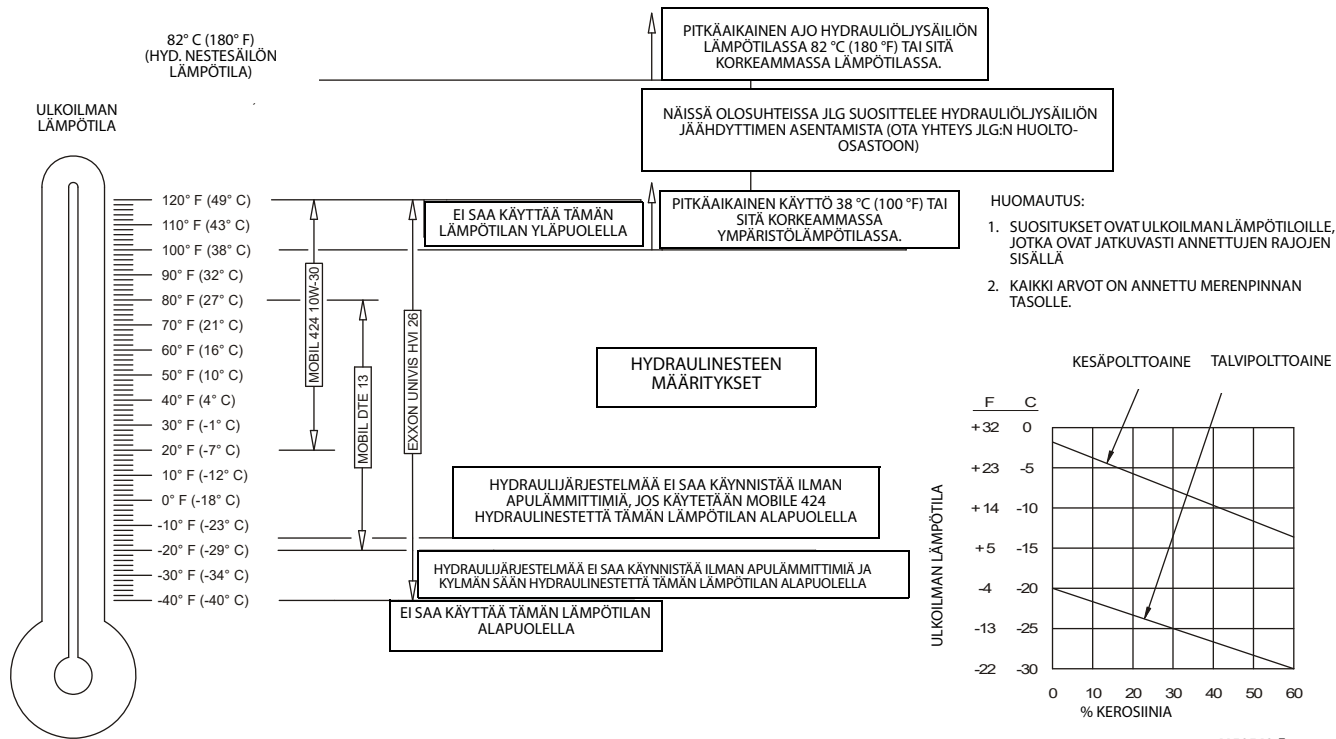 82° C (180° F)
(HYD. NESTESÄILÖN
LÄMPÖTILA)
ULKOILMAN
LÄMPÖTILA
PITKÄAIKAINEN AJO HYDRAULIÖLJYSÄILIÖN
LÄMPÖTILASSA 82 °C (180 °F) TAI SITÄ
KORKEAMMASSA LÄMPÖTILASSA.
NÄISSÄ OLOSUHTEISSA JLG SUOSITTELEE HYDRAULIÖLJYSÄILIÖN
JÄÄHDYTTIMEN ASENTAMISTA (OTA YHTEYS JLG:N HUOLTO-
OSASTOON)
120° F (49° C)
110° F (43° C)
100° F (38° C)
90° F (32° C)
80° F (27° C)
70° F (21° C)
60° F (16° C)
50° F (10° C)
40° F (4° C)
30° F (-1° C)
20° F (-7° C)
10° F (-12° C)
0° F (-18° C)
-10° F (-23° C)
-20° F (-29° C)
-30° F (-34° C)
-40° F (-40° C)
MOBIL 424 10W-30
MOBIL DTE 13
EXXON UNIVIS HVI 26
EI SAA KÄYTTÄÄ TÄMÄN
LÄMPÖTILAN YLÄPUOLELLA
PITKÄAIKAINEN KÄYTTÖ 38 °C (100 °F) TAI
SITÄ KORKEAMMASSA
YMPÄRISTÖLÄMPÖTILASSA.
HYDRAULINESTEEN
MÄÄRITYKSET
HYDRAULIJÄRJESTELMÄÄ EI SAA KÄYNNISTÄÄ ILMAN
APULÄMMITTIMIÄ, JOS KÄYTETÄÄN MOBILE 424
HYDRAULINESTETTÄ TÄMÄN LÄMPÖTILAN ALAPUOLELLA
HYDRAULIJÄRJESTELMÄÄ EI SAA KÄYNNISTÄÄ ILMAN APULÄMMITTIMIÄ JA
KYLMÄN SÄÄN HYDRAULINESTETTÄ TÄMÄN LÄMPÖTILAN ALAPUOLELLA
EI SAA KÄYTTÄÄ TÄMÄN LÄMPÖTILAN
ALAPUOLELLA
HUOMAUTUS:
1. SUOSITUKSET OVAT ULKOILMAN LÄMPÖTILOILLE,
JOTKA OVAT JATKUVASTI ANNETTUJEN RAJOJEN
SISÄLLÄ
2. KAIKKI ARVOT ON ANNETTU MERENPINNAN
TASOLLE.
KESÄPOLTTOAINE TALVIPOLTTOAINE
F C
+32 0
+23 -5
+14 -10
+5 -15
-4 -20
-13 -25
-22 -30
ULKOILMAN LÄMPÖTILA
0 10 20 30 40 50 60
% KEROSIINIA